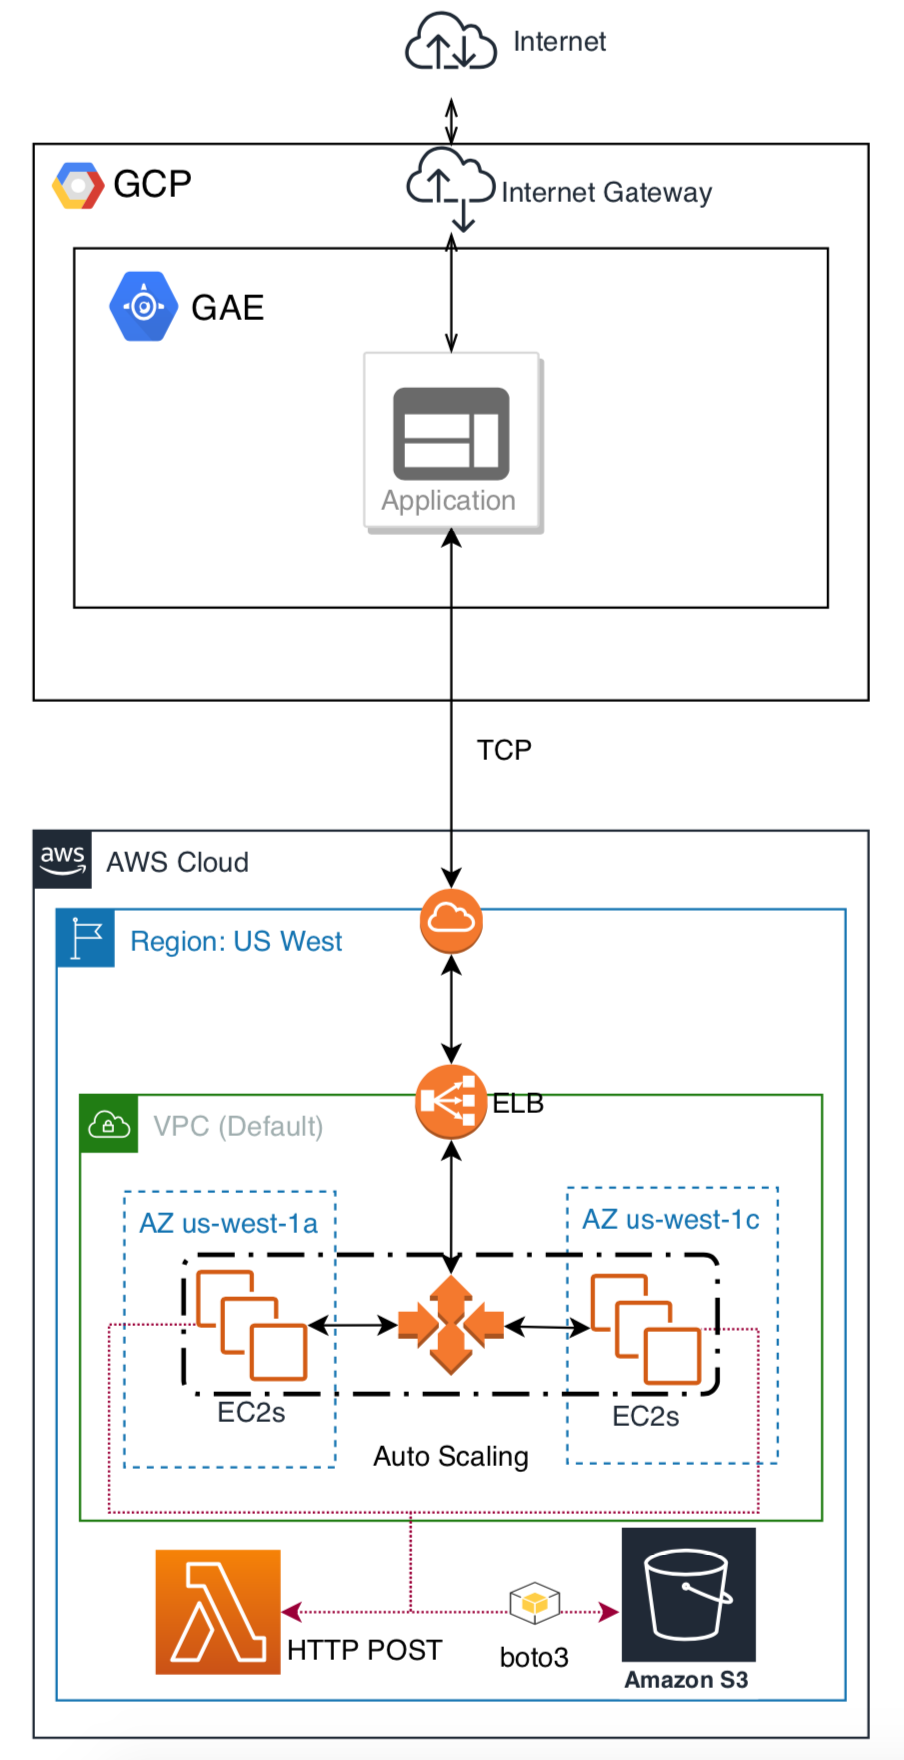 Internet
GCP
Internet Gateway
GAE
Application
TCP
aws
AWS Cloud
Region: US West
ELB
VPC (Default)
AZ us-west-1a
AZ us-west-1c
EC2s
EC2s
Auto Scaling
HTTP POST
boto3
Amazon S3